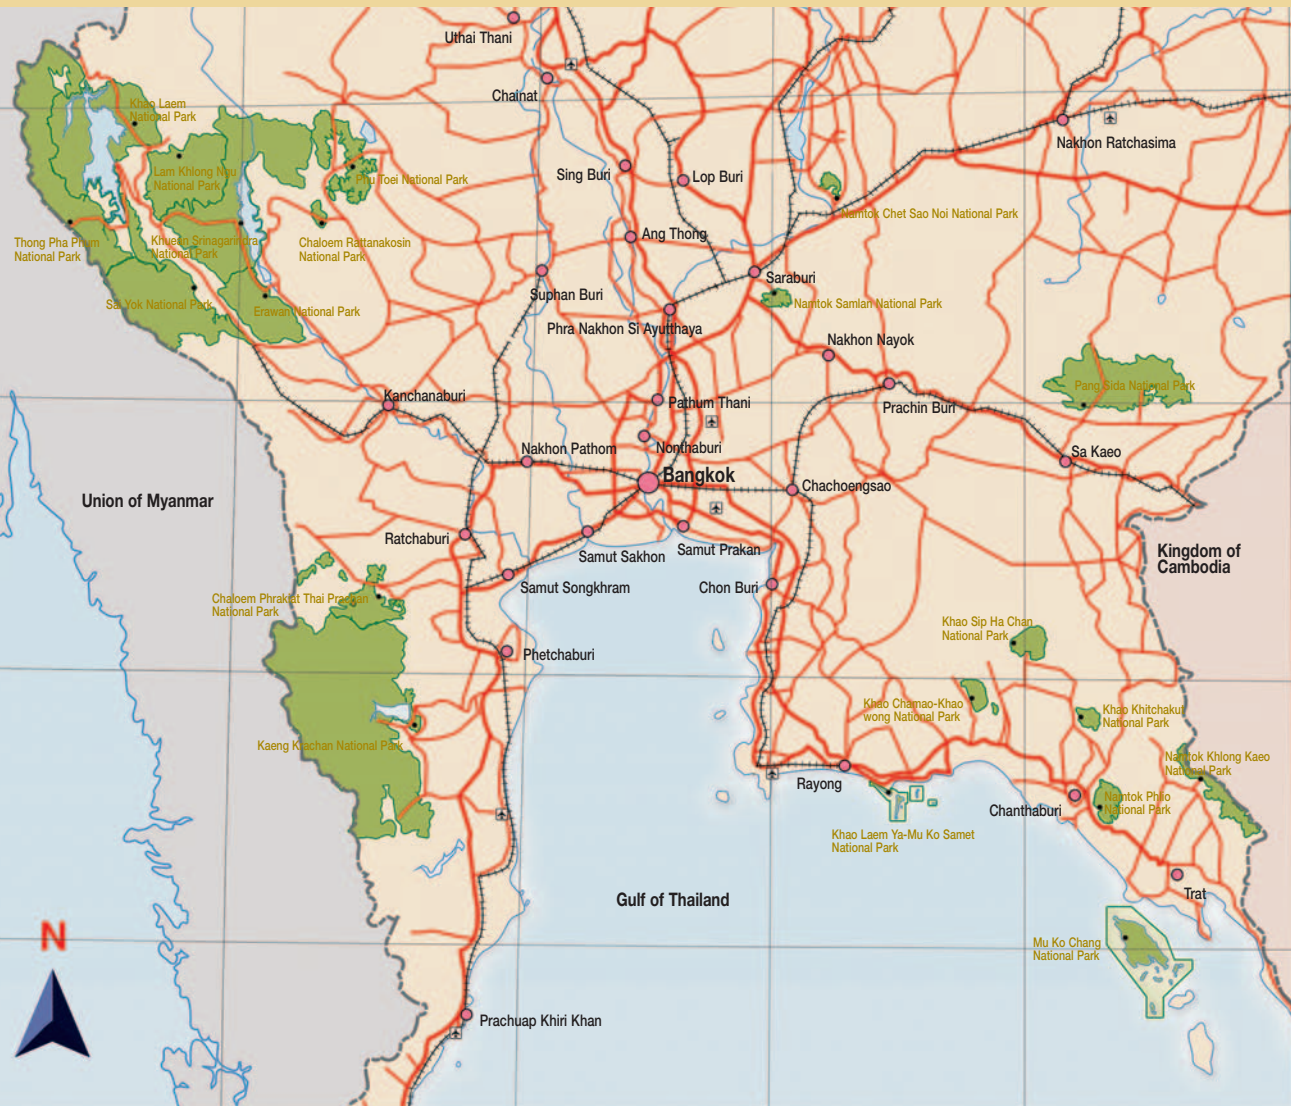 Uthai Thani
Chainat
Khao Laem
National Park
Nakhon Ratchasima
Lam Khlong Ngu
National Park
Phu Toei National Park
Sing Buri
Lop Buri
Namtok Chet Sao Noi National Park
Thong Pha Phum
National Park
Khuean Srinagarindra
National Park
Chaloem Rattanakosin
National Park
Ang Thong
Saraburi
Sai Yok National Park
Erawan National Park
Suphan Buri
Namtok Samlan National Park
Phra Nakhon Si Ayutthaya
Nakhon Nayok
Pang Sida National Park
Kanchanaburi
Pathum Thani
Prachin Buri
Nakhon Pathom
Nonthaburi
Sa Kaeo
Bangkok
Chachoengsao
Union of Myanmar
Ratchaburi
Samut Sakhon
Samut Prakan
Kingdom of
Cambodia
Samut Songkhram
Chon Buri
Chaloem Phrakiat Thai Prachan
National Park
Khao Sip Ha Chan
National Park
Phetchaburi
Khao Chamao-Khao
wong National Park
Khao Khitchakut
National Park
Kaeng Krachan National Park
Namtok Khlong Kaeo
National Park
Rayong
Chanthaburi
Namtok Phlio
National Park
Khao Laem Ya-Mu Ko Samet
National Park
Gulf of Thailand
Trat
N
Mu Ko Chang
National Park
Prachuap Khiri Khan